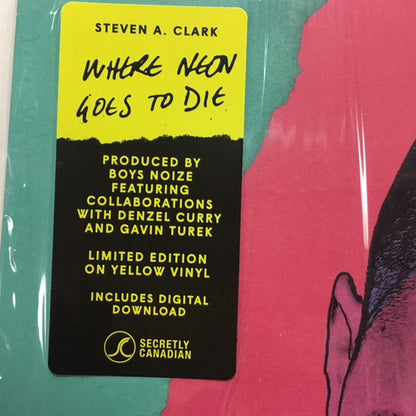 STEVEN A. CLARK
WHERE NEON
GOES TO DIE
PRODUCED BY
BOYS NOIZE
FEATURING
COLLABORATIONS
WITH DENZEL CURRY
AND GAVIN TUREK
LIMITED EDITION
ON YELLOW VINYL
INCLUDES DIGITAL
DOWNLOAD
SECRETLY
CANADIAN